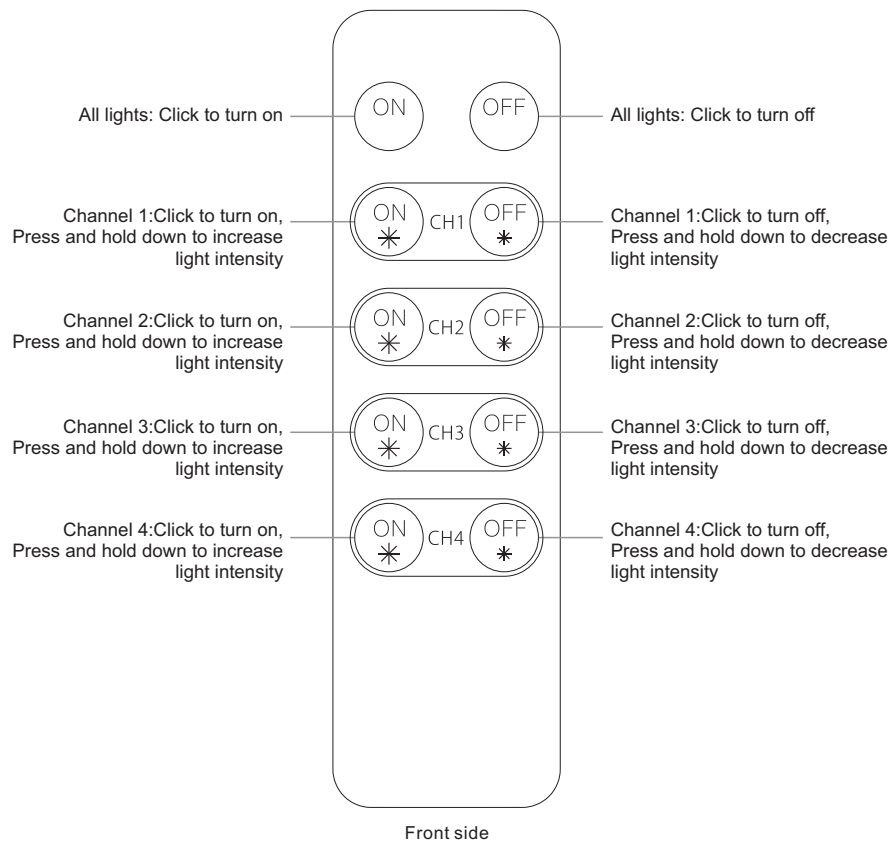 ON
OFF
All lights: Click to turn on
All lights: Click to turn off
Channel 1:Click to turn on,
Press and hold down to increase
light intensity
ON
CH1
OFF
Channel 1:Click to turn off,
Press and hold down to decrease
light intensity
Channel 2:Click to turn on,
Press and hold down to increase
light intensity
ON
CH2
OFF
Channel 2:Click to turn off,
Press and hold down to decrease
light intensity
Channel 3:Click to turn on,
Press and hold down to increase
light intensity
ON
CH3
OFF
Channel 3:Click to turn off,
Press and hold down to decrease
light intensity
Channel 4:Click to turn on,
Press and hold down to increase
light intensity
ON
CH4
OFF
Channel 4:Click to turn off,
Press and hold down to decrease
light intensity
Front side